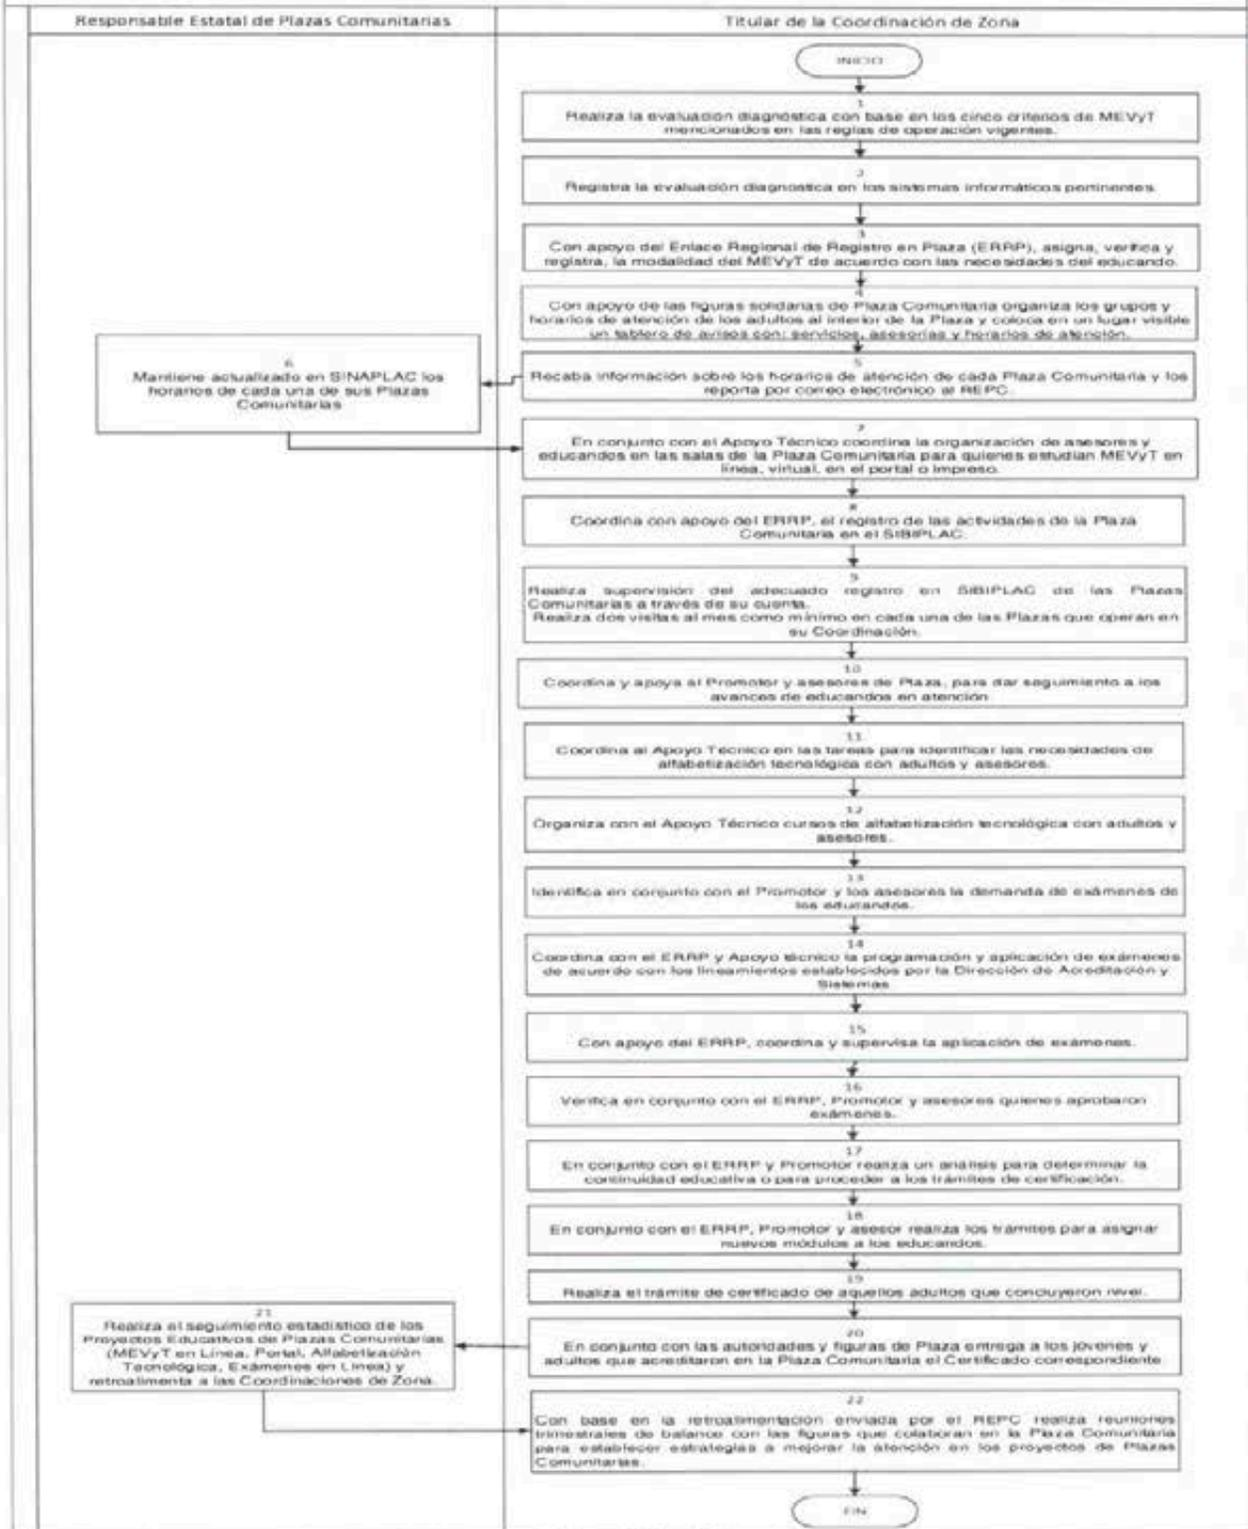 Responsable Estatal de Plazas Comunitarias
Titular de la Coordinación de Zona
INICIO
1
Realiza la evaluación diagnóstica con base en los cinco criterios de MEVyT
mencionados en las reglas de operación vigentes.
2
Registra la evaluación diagnóstica en los sistemas informáticos pertinentes.
3
Con apoyo del Enlace Regional de Registro en Plaza (ERRP), asigna, verifica y
registra, la modalidad del MEVyT de acuerdo con las necesidades del educando.
4
Con apoyo de las figuras solidarias de Plaza Comunitaria organiza los grupos y
horarios de atención de los adultos al interior de la Plaza y coloca en un lugar visible
un tablero de avisos con: servicios, asesorías y horarios de atención.
5
Recaba información sobre los horarios de atención de cada Plaza Comunitaria y los
reporta por correo electrónico al REPC.
6
Mantiene actualizado en SINAPLAC los
horarios de cada una de sus Plazas
Comunitarias
7
En conjunto con el Apoyo Técnico coordina la organización de asesores y
educandos en las salas de la Plaza Comunitaria para quienes estudian MEVyT en
línea, virtual, en el portal o impreso.
8
Coordina con apoyo del ERRP, el registro de las actividades de la Plaza
Comunitaria en el SIBIPLAC.
9
Realiza supervisión del adecuado registro en SIBIPLAC de las Plazas
Comunitarias a través de su cuenta.
Realiza dos visitas al mes como mínimo en cada una de las Plazas que operan en
su Coordinación.
10
Coordina y apoya al Promotor y asesores de Plaza, para dar seguimiento a los
avances de educandos en atención
11
Coordina al Apoyo Técnico en las tareas para identificar las necesidades de
alfabetización tecnológica con adultos y asesores.
12
Organiza con el Apoyo Técnico cursos de alfabetización tecnológica con adultos y
asesores.
13
Identifica en conjunto con el Promotor y los asesores la demanda de exámenes de
los educandos.
14
Coordina con el ERRP y Apoyo técnico la programación y aplicación de exámenes
de acuerdo con los lineamientos establecidos por la Dirección de Acreditación y
Sistemas
15
Con apoyo del ERRP, coordina y supervisa la aplicación de exámenes.
16
Verifica en conjunto con el ERRP, Promotor y asesores quienes aprobaron
exámenes.
17
En conjunto con el ERRP y Promotor realiza un análisis para determinar la
continuidad educativa o para proceder a los trámites de certificación.
18
En conjunto con el ERRP, Promotor y asesor realiza los trámites para asignar
nuevos módulos a los educandos.
19
Realiza el trámite de certificado de aquellos adultos que concluyeron nivel.
20
En conjunto con las autoridades y figuras de Plaza entrega a los jóvenes y
adultos que acreditaron en la Plaza Comunitaria el Certificado correspondiente
21
Realiza el seguimiento estadístico de los
Proyectos Educativos de Plazas Comunitarias
(MEVyT en Línea, Portal, Alfabetización
Tecnológica, Exámenes en Línea) y
retroalimenta a las Coordinaciones de Zona.
22
Con base en la retroalimentación enviada por el REPC realiza reuniones
trimestrales de balance con las figuras que colaboran en la Plaza Comunitaria
para establecer estrategias a mejorar la atención en los proyectos de Plazas
Comunitarias.
FIN